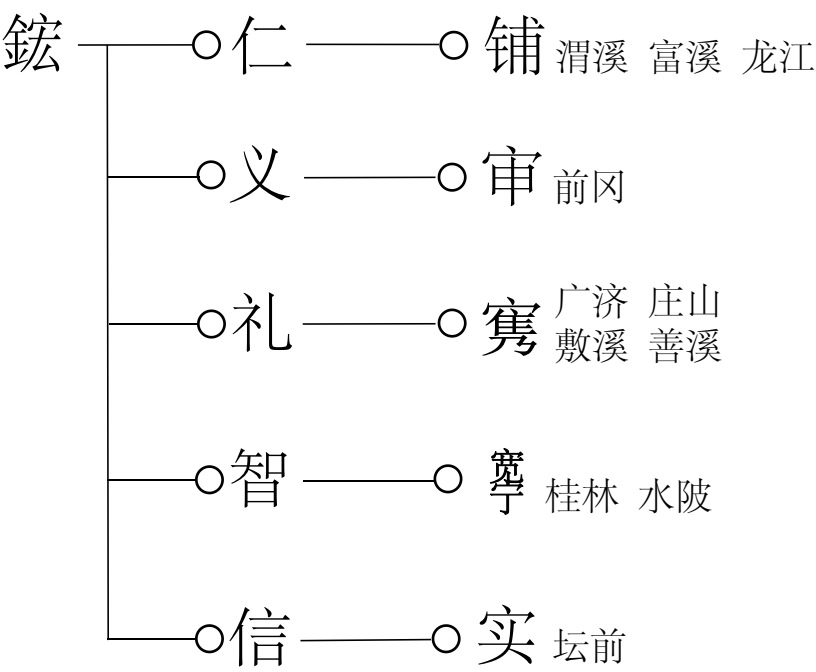 仁 铺 渭溪 富溪 龙江
义 审 前冈
礼 广济 庄山
敷溪 善溪
智 桂林 水陂
信 实 坛前